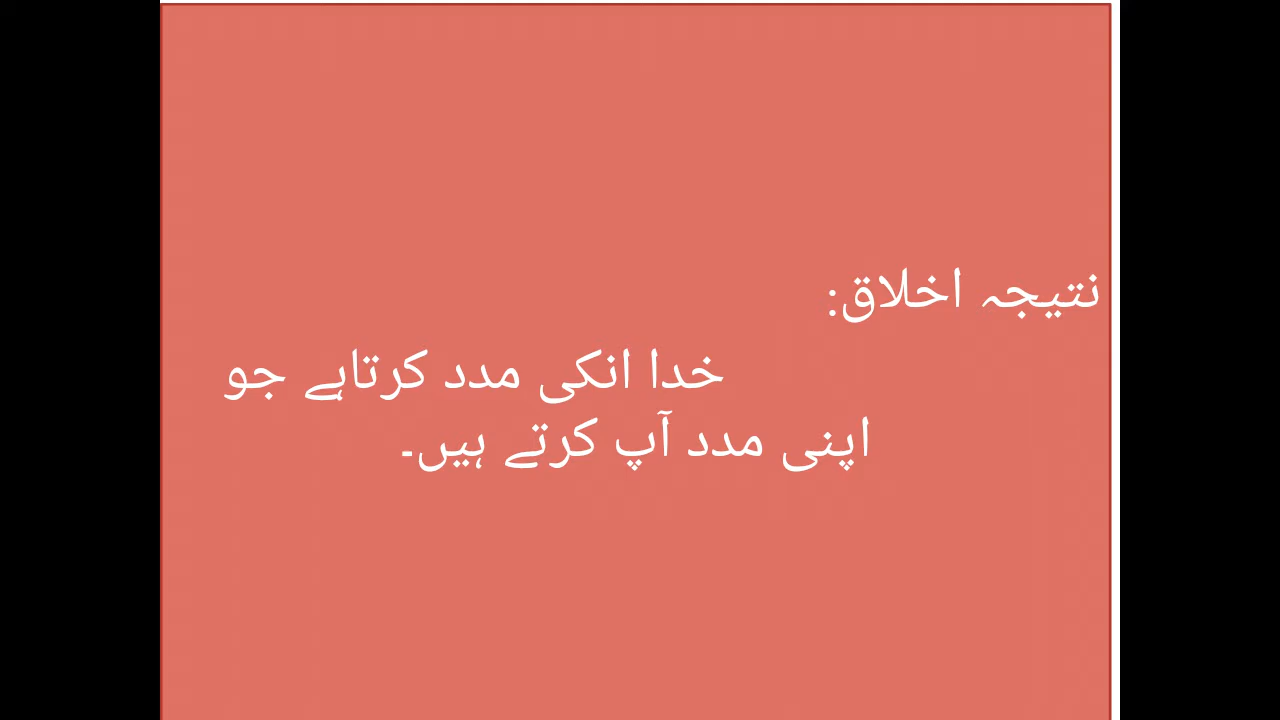 نتیجہ اخلاق:
خدا انکی مدد کرتاہے جو
اپنی مدد آپ کرتے ہیں۔